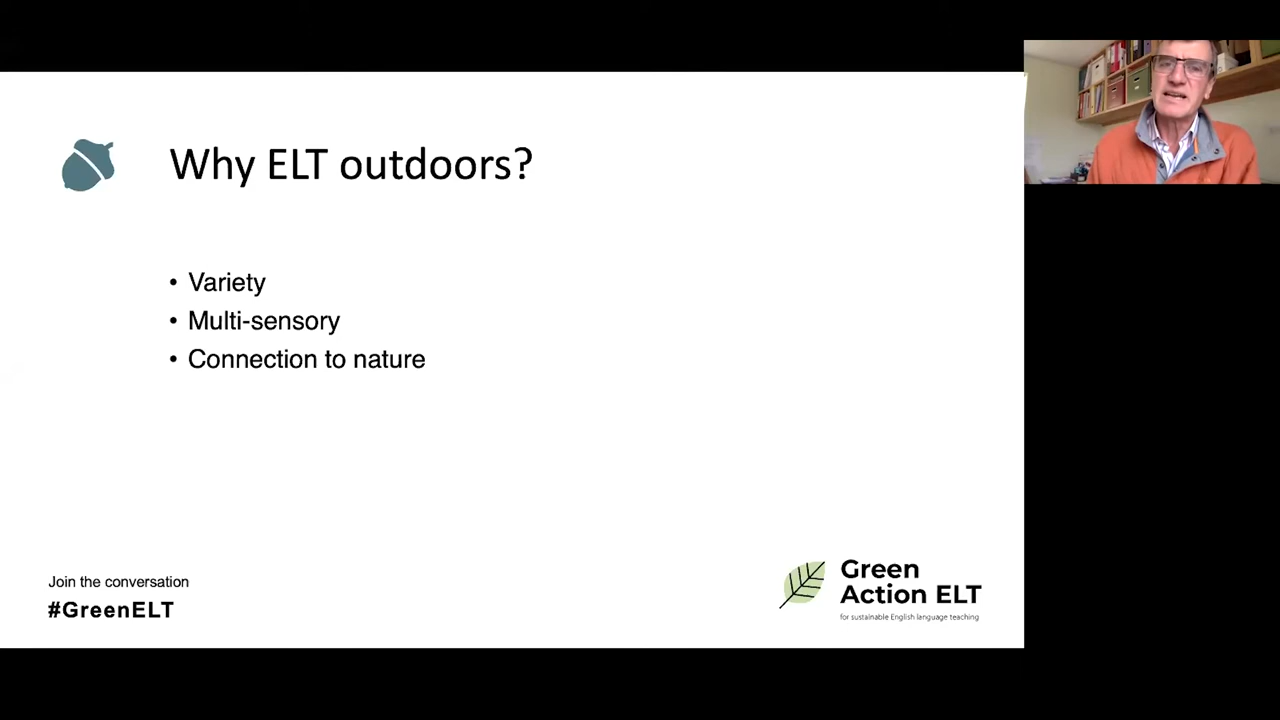 Why ELT outdoors?
• Variety
• Multi-sensory
• Connection to nature
Join the conversation
#GreenELT
Green
Action ELT
for sustainable English language teaching